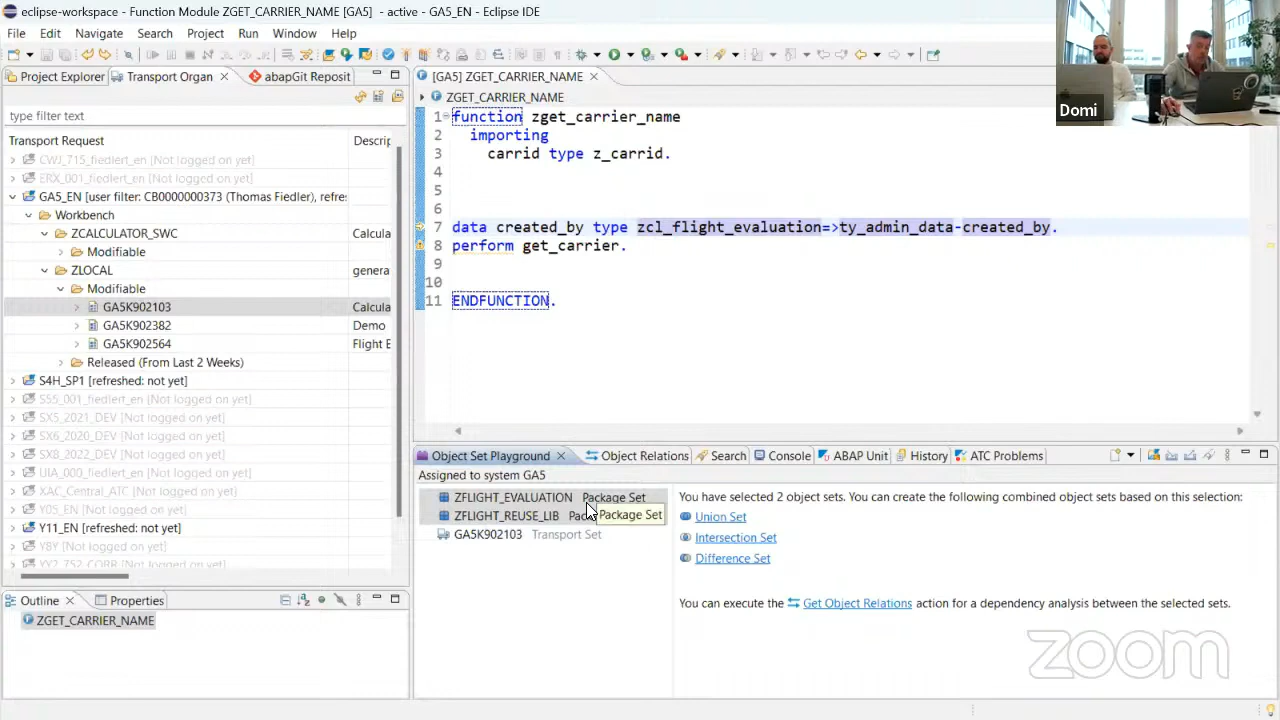 eclipse-workspace - Function Module ZGET_CARRIER_NAME [GA5] - active - GA5_EN - Eclipse IDE
File Edit Navigate Search Project Run Window Help
Project Explorer Transport Organ abapGit Reposit
type filter text
Transport Request Descrip
CWJ_715_fiedlert_en [Not logged on yet]
ERX_001_fiedlert_en [Not logged on yet]
GA5_EN [user filter: CB0000000373 (Thomas Fiedler), refre:
Workbench
ZCALCULATOR_SWC Calcula
Modifiable
ZLOCAL genera
Modifiable
GA5K902103 Calcula
GA5K902382 Demo
GA5K902564 Flight E
Released (From Last 2 Weeks)
S4H_SP1 [refreshed: not yet]
S55_001_fiedlert_en [Not logged on yet]
SX5_2021_DEV [Not logged on yet]
SX6_2020_DEV [Not logged on yet]
SX8_2022_DEV [Not logged on yet]
UIA_000_fiedlert_en [Not logged on yet]
XAC_Central_ATC [Not logged on yet]
Y05_EN [Not logged on yet]
Y11_EN [refreshed: not yet]
Y8Y [Not logged on yet]
YY2_752_CORR [Not logged on yet]
Outline Properties
ZGET_CARRIER_NAME
[GA5] ZGET_CARRIER_NAME
ZGET_CARRIER_NAME
1 function zget_carrier_name
2 importing
3 carrid type z_carrid.
4
5
6
7 data created_by type zcl_flight_evaluation=>ty_admin_data-created_by.
8 perform get_carrier.
9
10
11 ENDFUNCTION.
Object Set Playground Object Relations Search Console ABAP Unit History ATC Problems
Assigned to system GA5
ZFLIGHT_EVALUATION Package Set
ZFLIGHT_REUSE_LIB Pac
Package Set
GA5K902103 Transport Set
You have selected 2 object sets. You can create the following combined object sets based on this selection:
Union Set
Intersection Set
Difference Set
You can execute the Get Object Relations action for a dependency analysis between the selected sets.
Domi
zoom